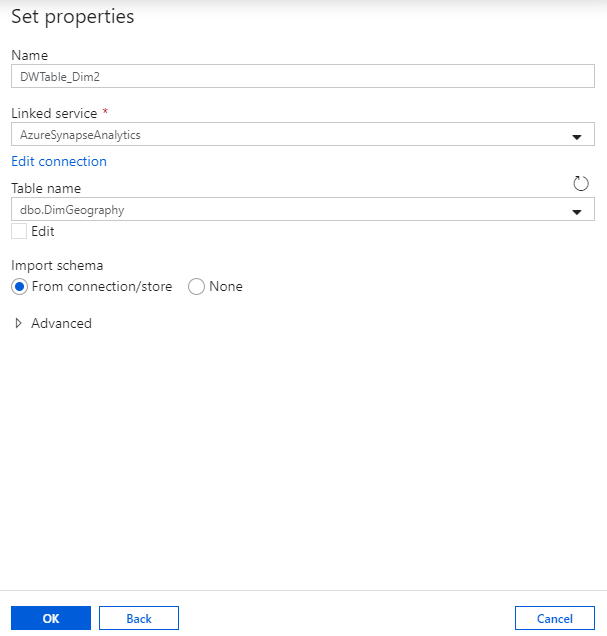 Set properties
Name
DWTable_Dim2
Linked service *
AzureSynapseAnalytics
Edit connection
Table name
dbo.DimGeography
Edit
Import schema
From connection/store None
Advanced
OK Back Cancel